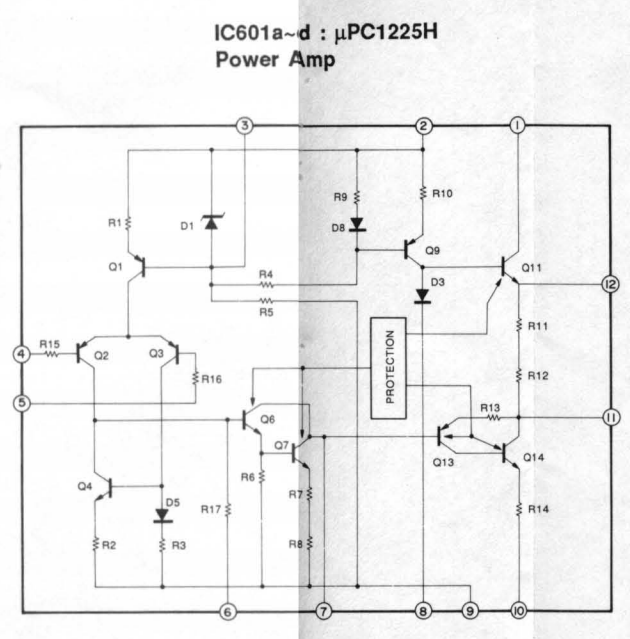 IC601a~d : μPC1225H
Power Amp
3
2
1
R1
D1
R9
R10
D8
Q9
Q1
Q11
R4
D3
12
R5
R11
4
R15
Q2
Q3
PROTECTION
R12
R16
5
R13
11
Q6
Q7
Q13
Q14
R6
Q4
D5
R17
R7
R14
R2
R3
R8
6
7
8
9
10